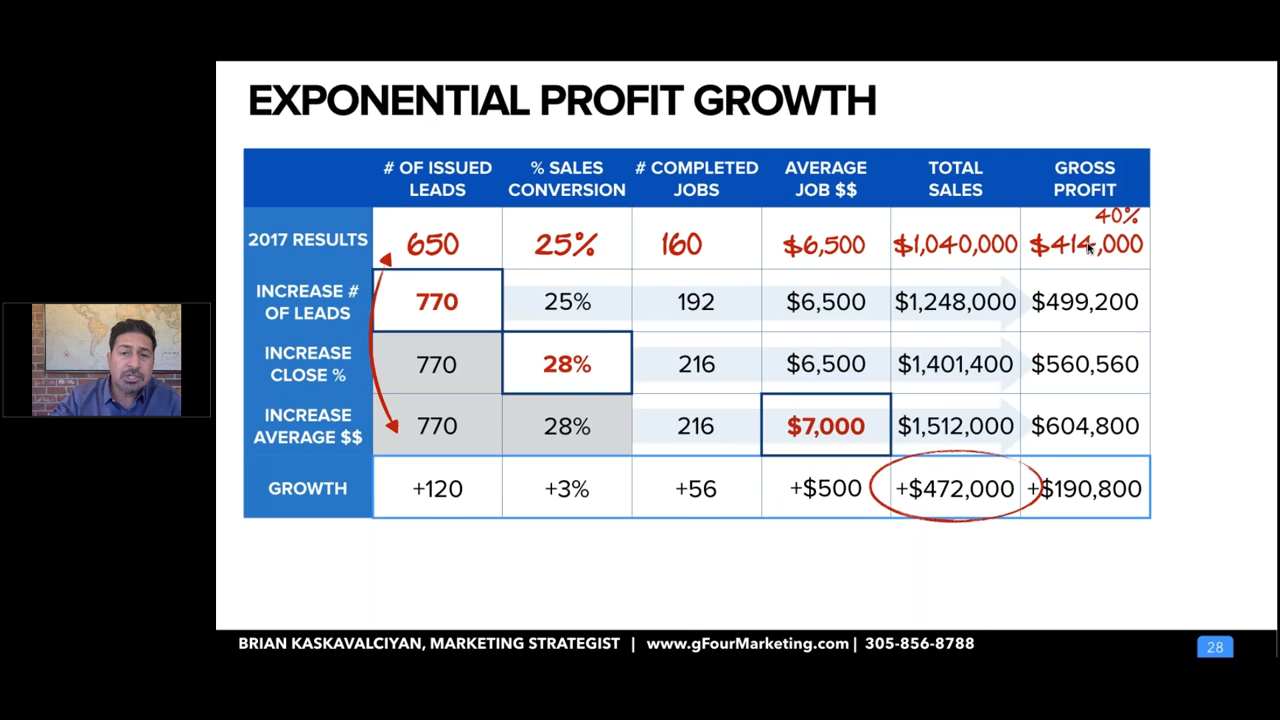 EXPONENTIAL PROFIT GROWTH
# OF ISSUED LEADS % SALES CONVERSION # COMPLETED JOBS AVERAGE JOB $$ TOTAL SALES GROSS PROFIT
40%
2017 RESULTS 650 25% 160 $6,500 $1,040,000 $414,000
INCREASE # OF LEADS 770 25% 192 $6,500 $1,248,000 $499,200
INCREASE CLOSE % 770 28% 216 $6,500 $1,401,400 $560,560
INCREASE AVERAGE $$ 770 28% 216 $7,000 $1,512,000 $604,800
GROWTH +120 +3% +56 +$500 +$472,000 +$190,800
BRIAN KASKAVALCIYAN, MARKETING STRATEGIST | www.gFourMarketing.com | 305-856-8788
28